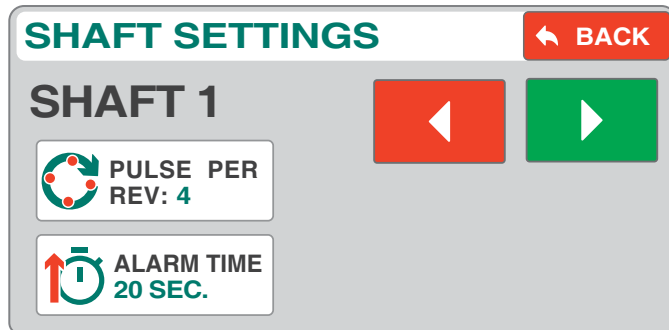 SHAFT SETTINGS
BACK
SHAFT 1
PULSE PER
REV: 4
ALARM TIME
20 SEC.